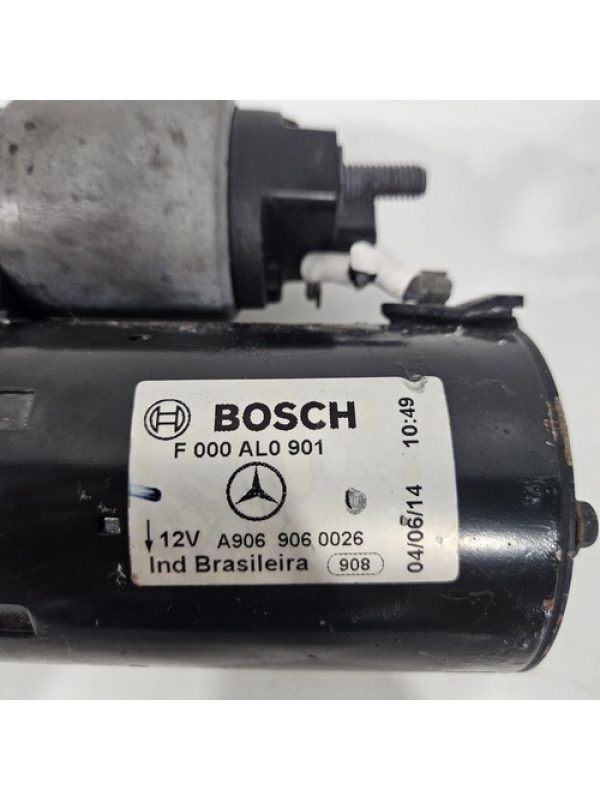 BOSCH
F 000 AL0 901
12V A906 906 0026
Ind Brasileira 908
04/06/14 10:49